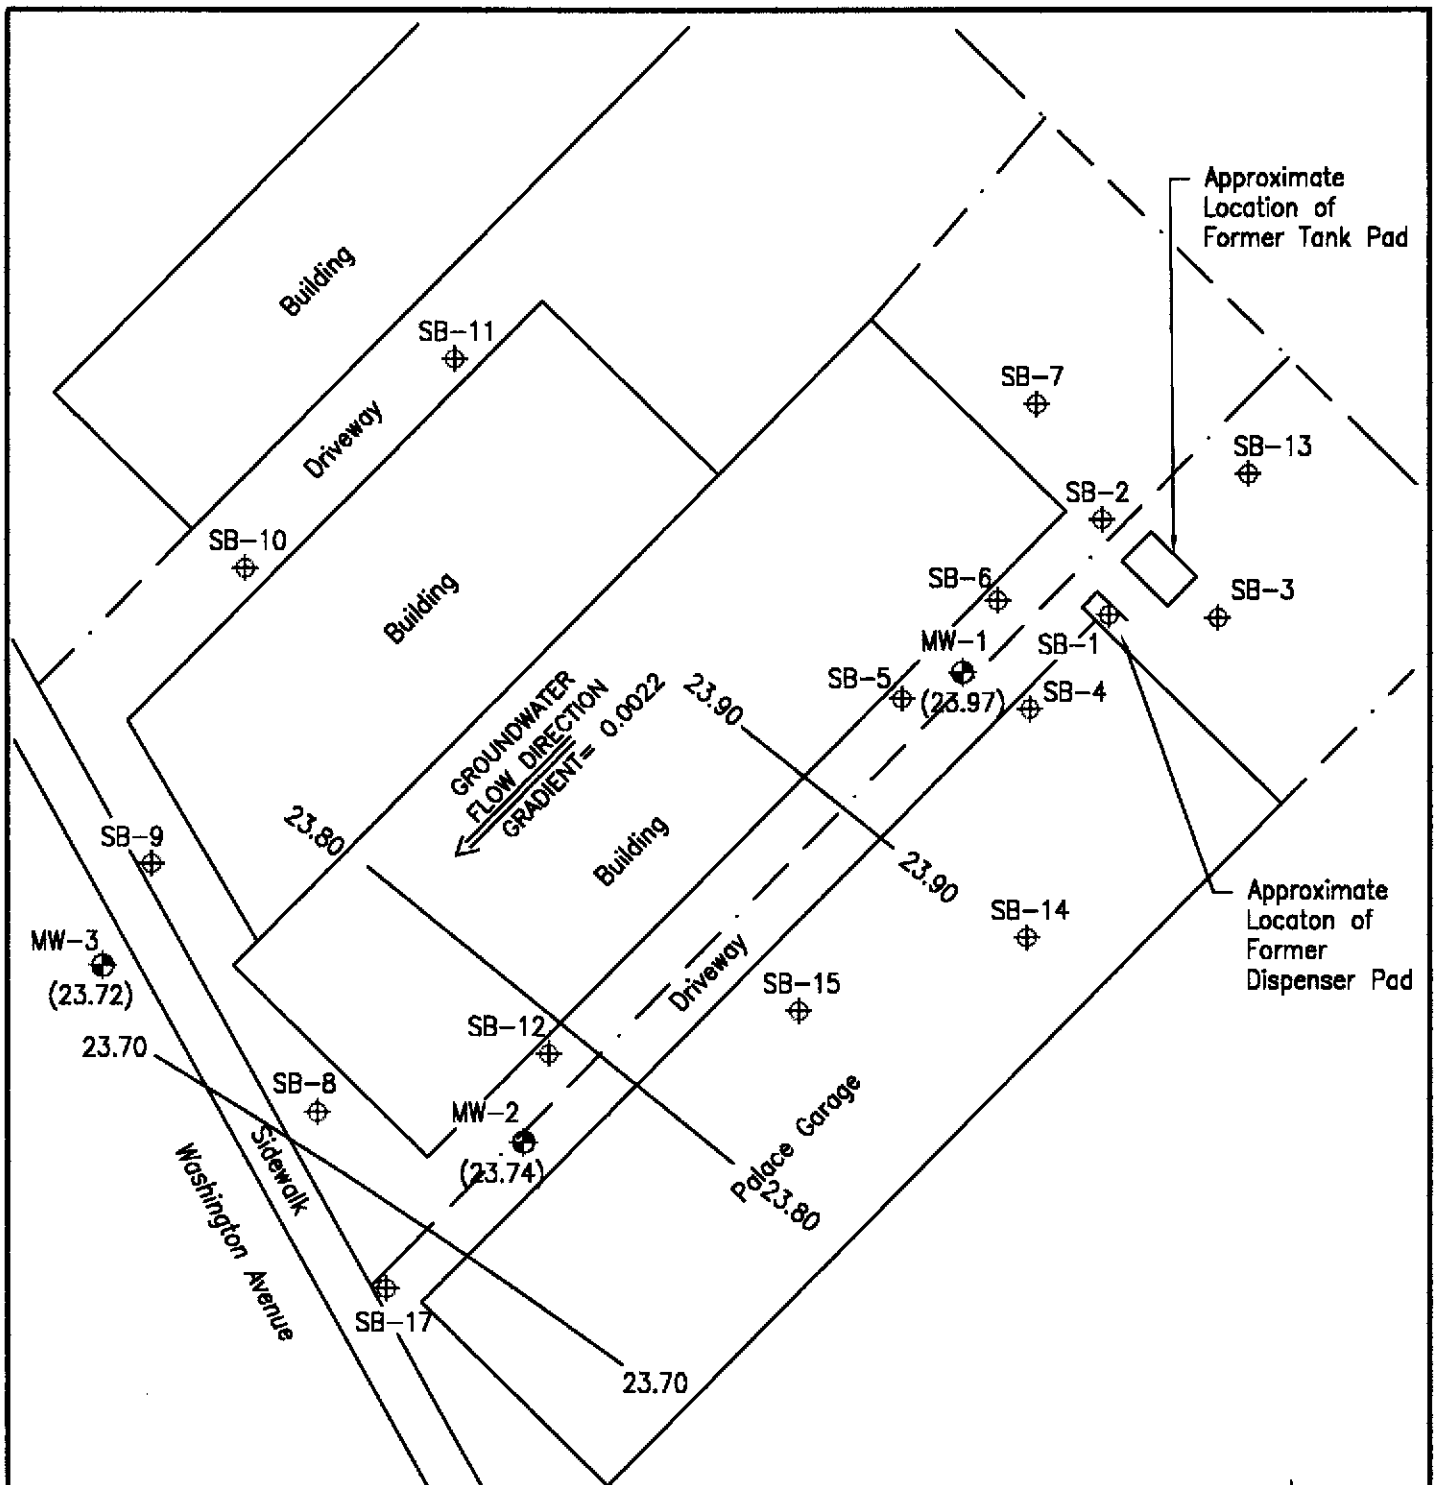 Approximate
Location of
Former Tank Pad
Building
SB-11
SB-7
Driveway
SB-13
SB-2
SB-10
SB-6
Building
SB-3
SB-1
MW-1
(23.97)
SB-5
SB-4
23.90
GROUNDWATER
FLOW DIRECTION
GRADIENT= 0.0022
23.80
SB-9
Building
23.90
Approximate
Locaton of
Former
Dispenser Pad
SB-14
MW-3
(23.72)
Driveway
SB-15
SB-12
23.70
SB-8
MW-2
(23.74)
Palace Garage
23.80
Sidewalk
Washington Avenue
SB-17
23.70